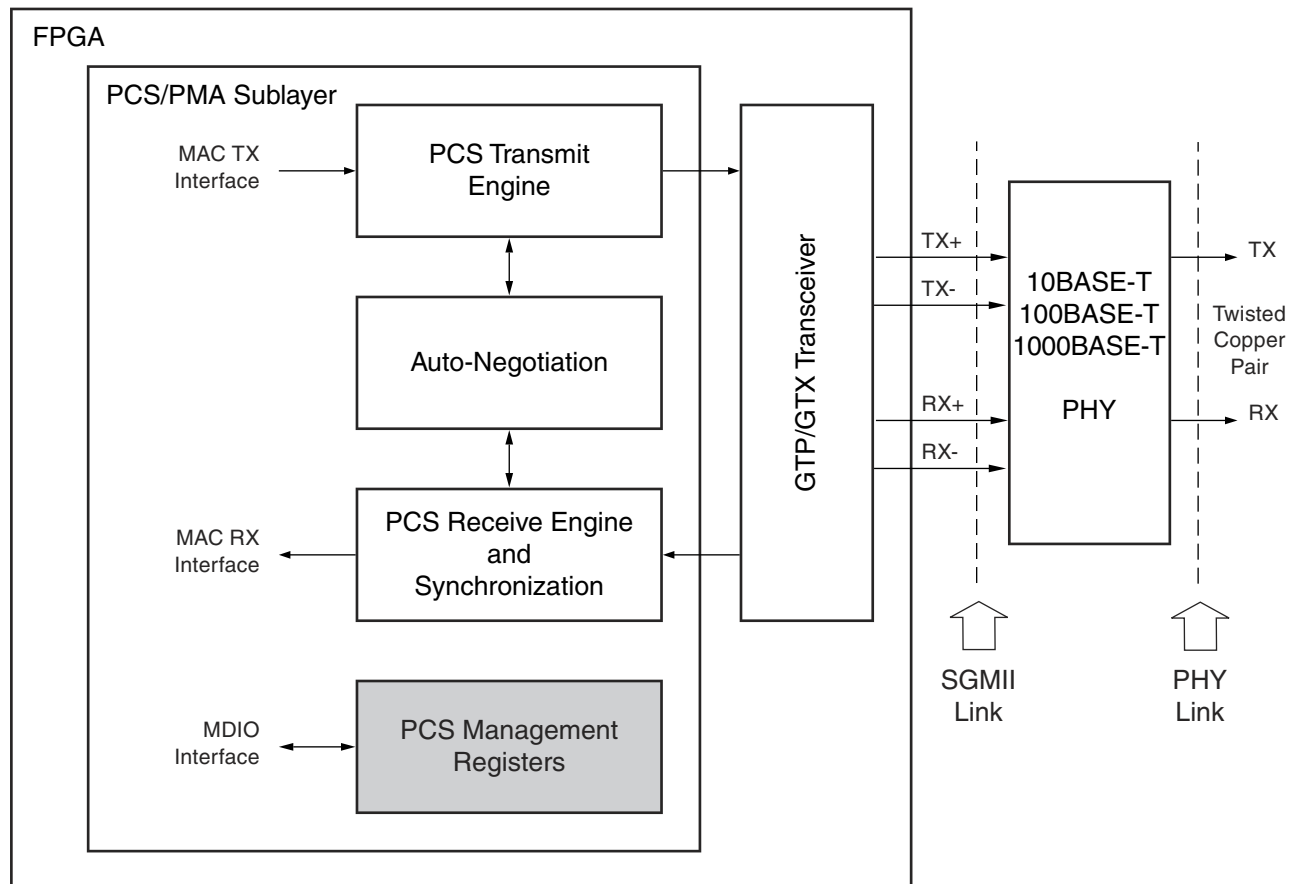 FPGA
PCS/PMA Sublayer
MAC TX
Interface
PCS Transmit
Engine
Auto-Negotiation
MAC RX
Interface
PCS Receive Engine
and
Synchronization
MDIO
Interface
PCS Management
Registers
GTP/GTX Transceiver
TX+
TX-
RX+
RX-
10BASE-T
100BASE-T
1000BASE-T
PHY
TX
Twisted
Copper
Pair
RX
SGMII
Link
PHY
Link